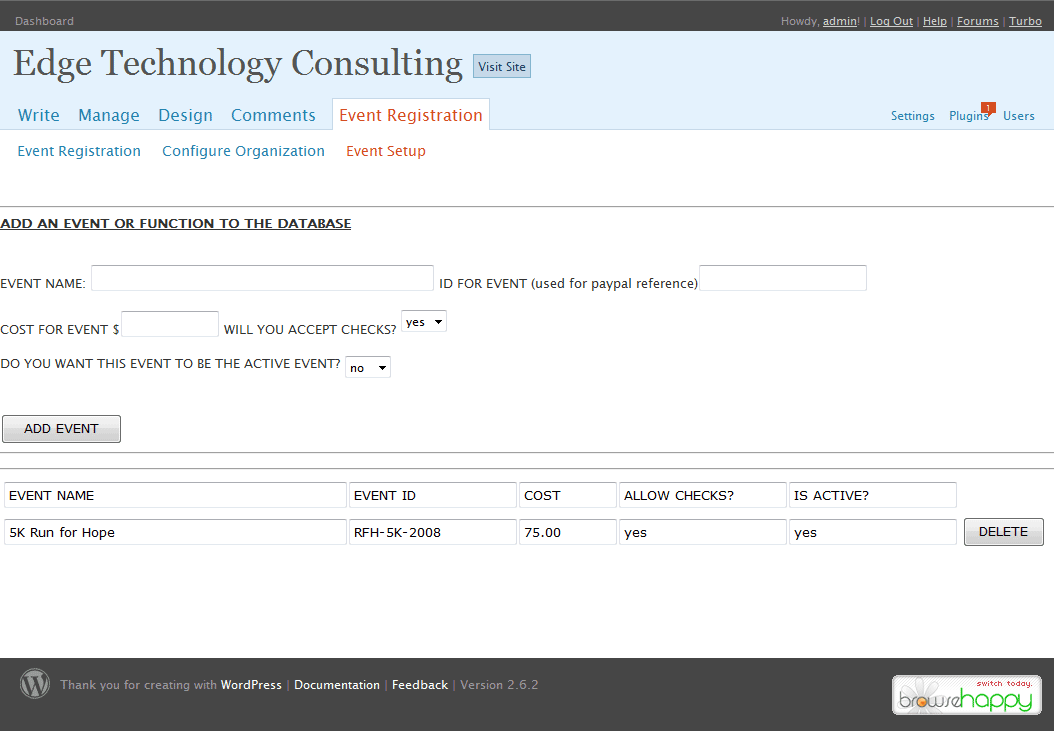 Dashboard Howdy, admin! | Log Out | Help | Forums | Turbo
Edge Technology Consulting Visit Site
Write Manage Design Comments Event Registration Settings Plugins 1 Users
Event Registration Configure Organization Event Setup
ADD AN EVENT OR FUNCTION TO THE DATABASE
EVENT NAME: ID FOR EVENT (used for paypal reference)
COST FOR EVENT $ WILL YOU ACCEPT CHECKS? yes
DO YOU WANT THIS EVENT TO BE THE ACTIVE EVENT? no
ADD EVENT
EVENT NAME EVENT ID COST ALLOW CHECKS? IS ACTIVE?
5K Run for Hope RFH-5K-2008 75.00 yes yes DELETE
Thank you for creating with WordPress | Documentation | Feedback | Version 2.6.2
switch today.
browsehappy